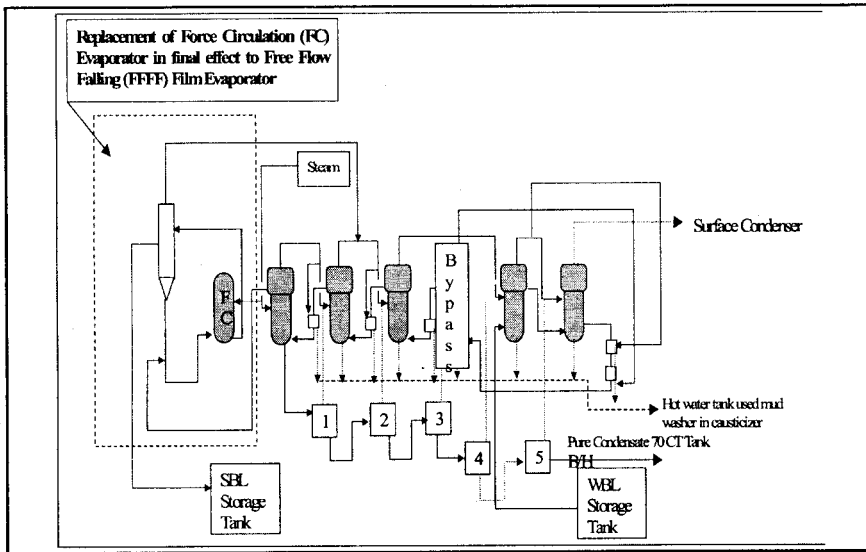 Replacement of Force Circulation (FC)
Evaporator in final effect to Free Flow
Falling (FFFF) Film Evaporator
Steam
Surface Condenser
FC
Bypass
1
2
3
4
5
Hot water tank used mud
washer in causticizer
Pure Condensate 70 CT Tank
B/H
SBL
Storage
Tank
WBL
Storage
Tank